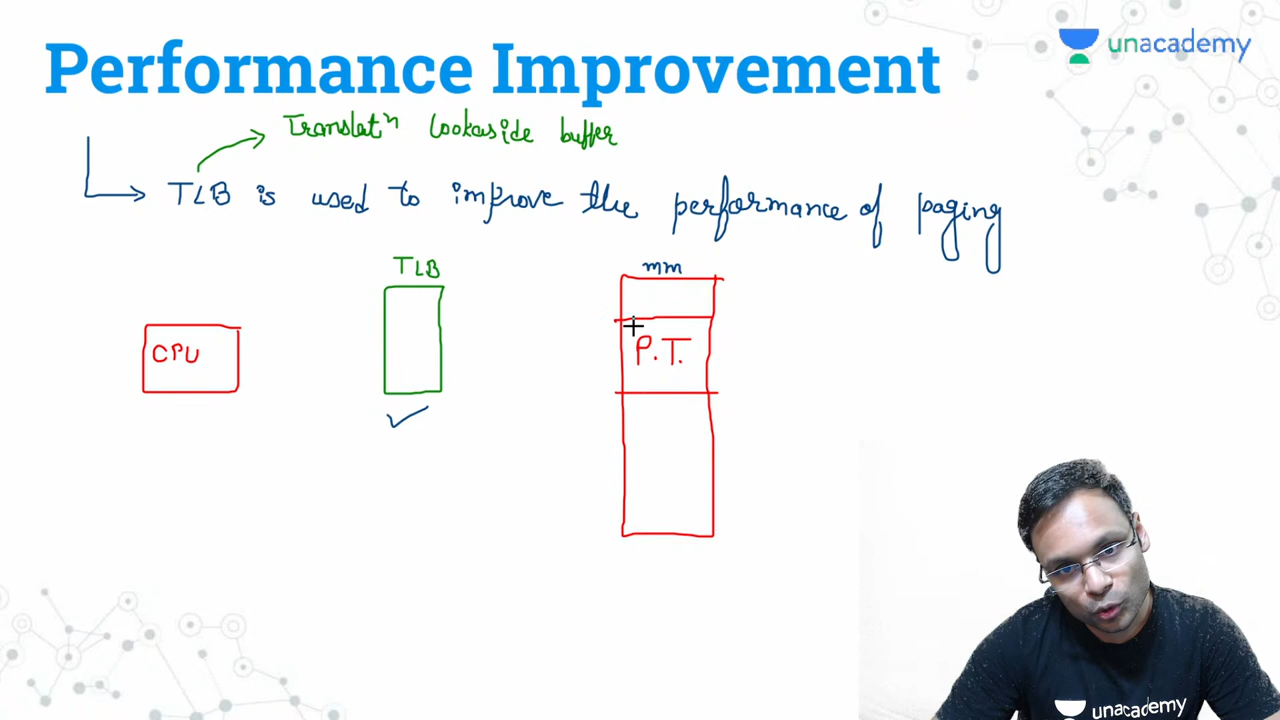 Performance Improvement
unacademy
Translatⁿ lookaside buffer
TLB is used to improve the performance of paging
TLB
mm
CPU
P.T.
unacademy